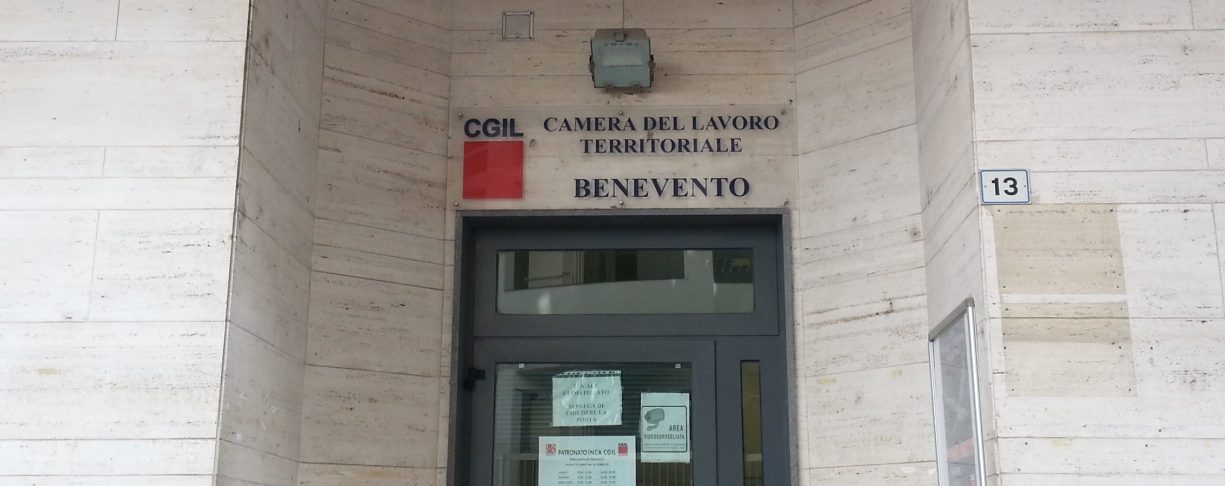 CGIL
CAMERA DEL LAVORO
TERRITORIALE
BENEVENTO
13
LOCALE
CLIMATIZZATO
SI PREGA DI
CHIUDERE LA
PORTA
AREA
VIDEOSORVEGLIATA
PATRONATO INCA CGIL